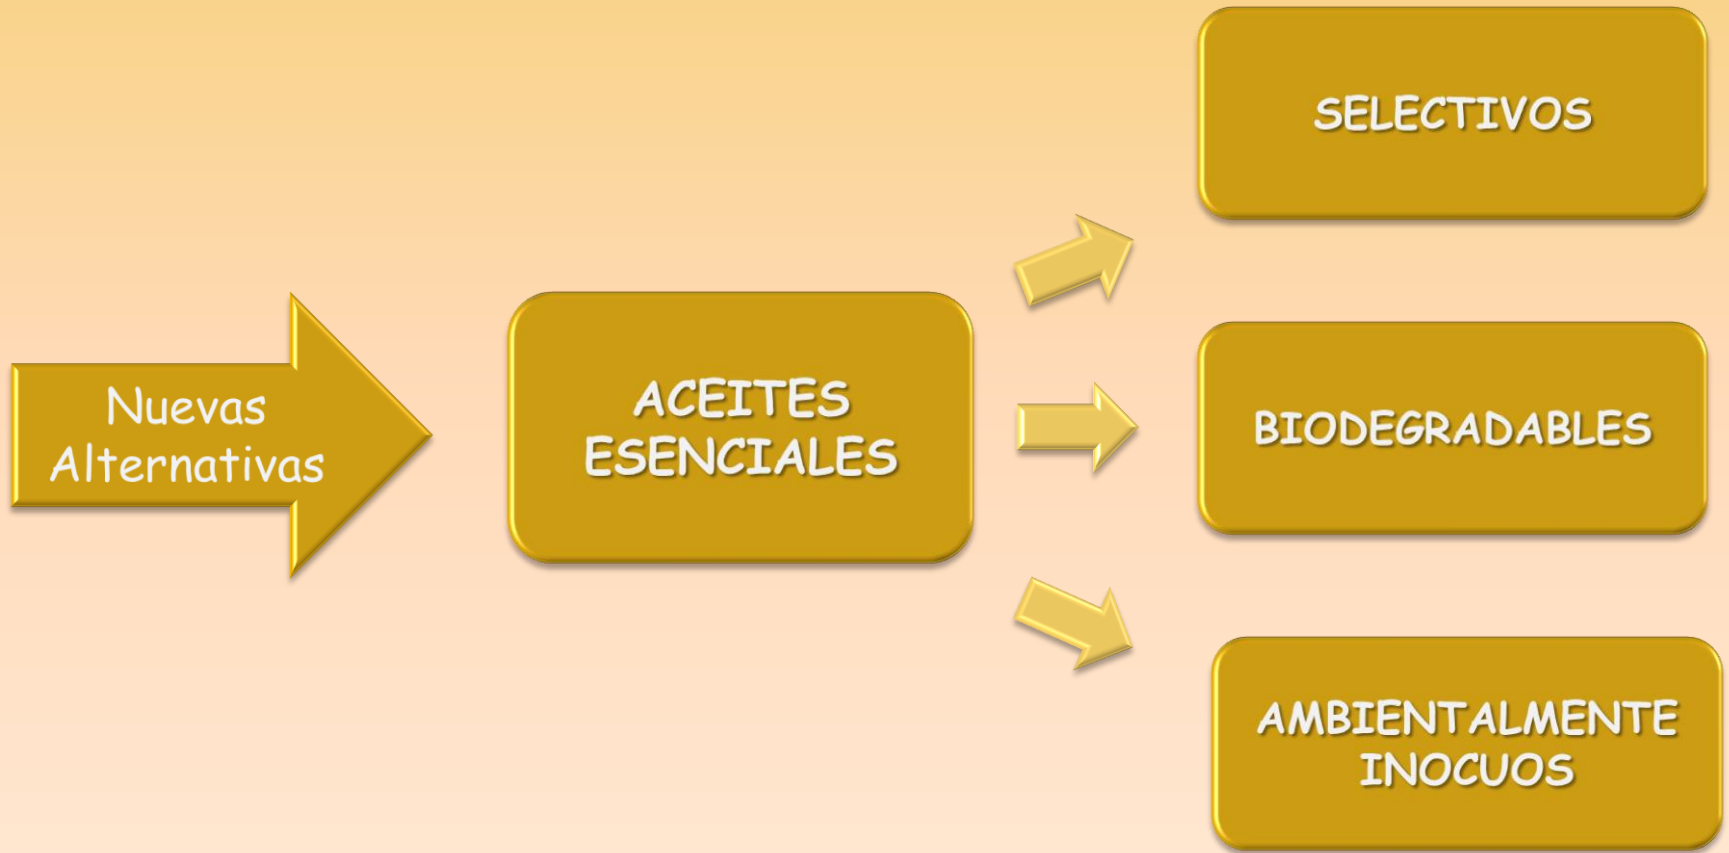 Nuevas
Alternativas
ACEITES
ESENCIALES
SELECTIVOS
BIODEGRADABLES
AMBIENTALMENTE
INOCUOS